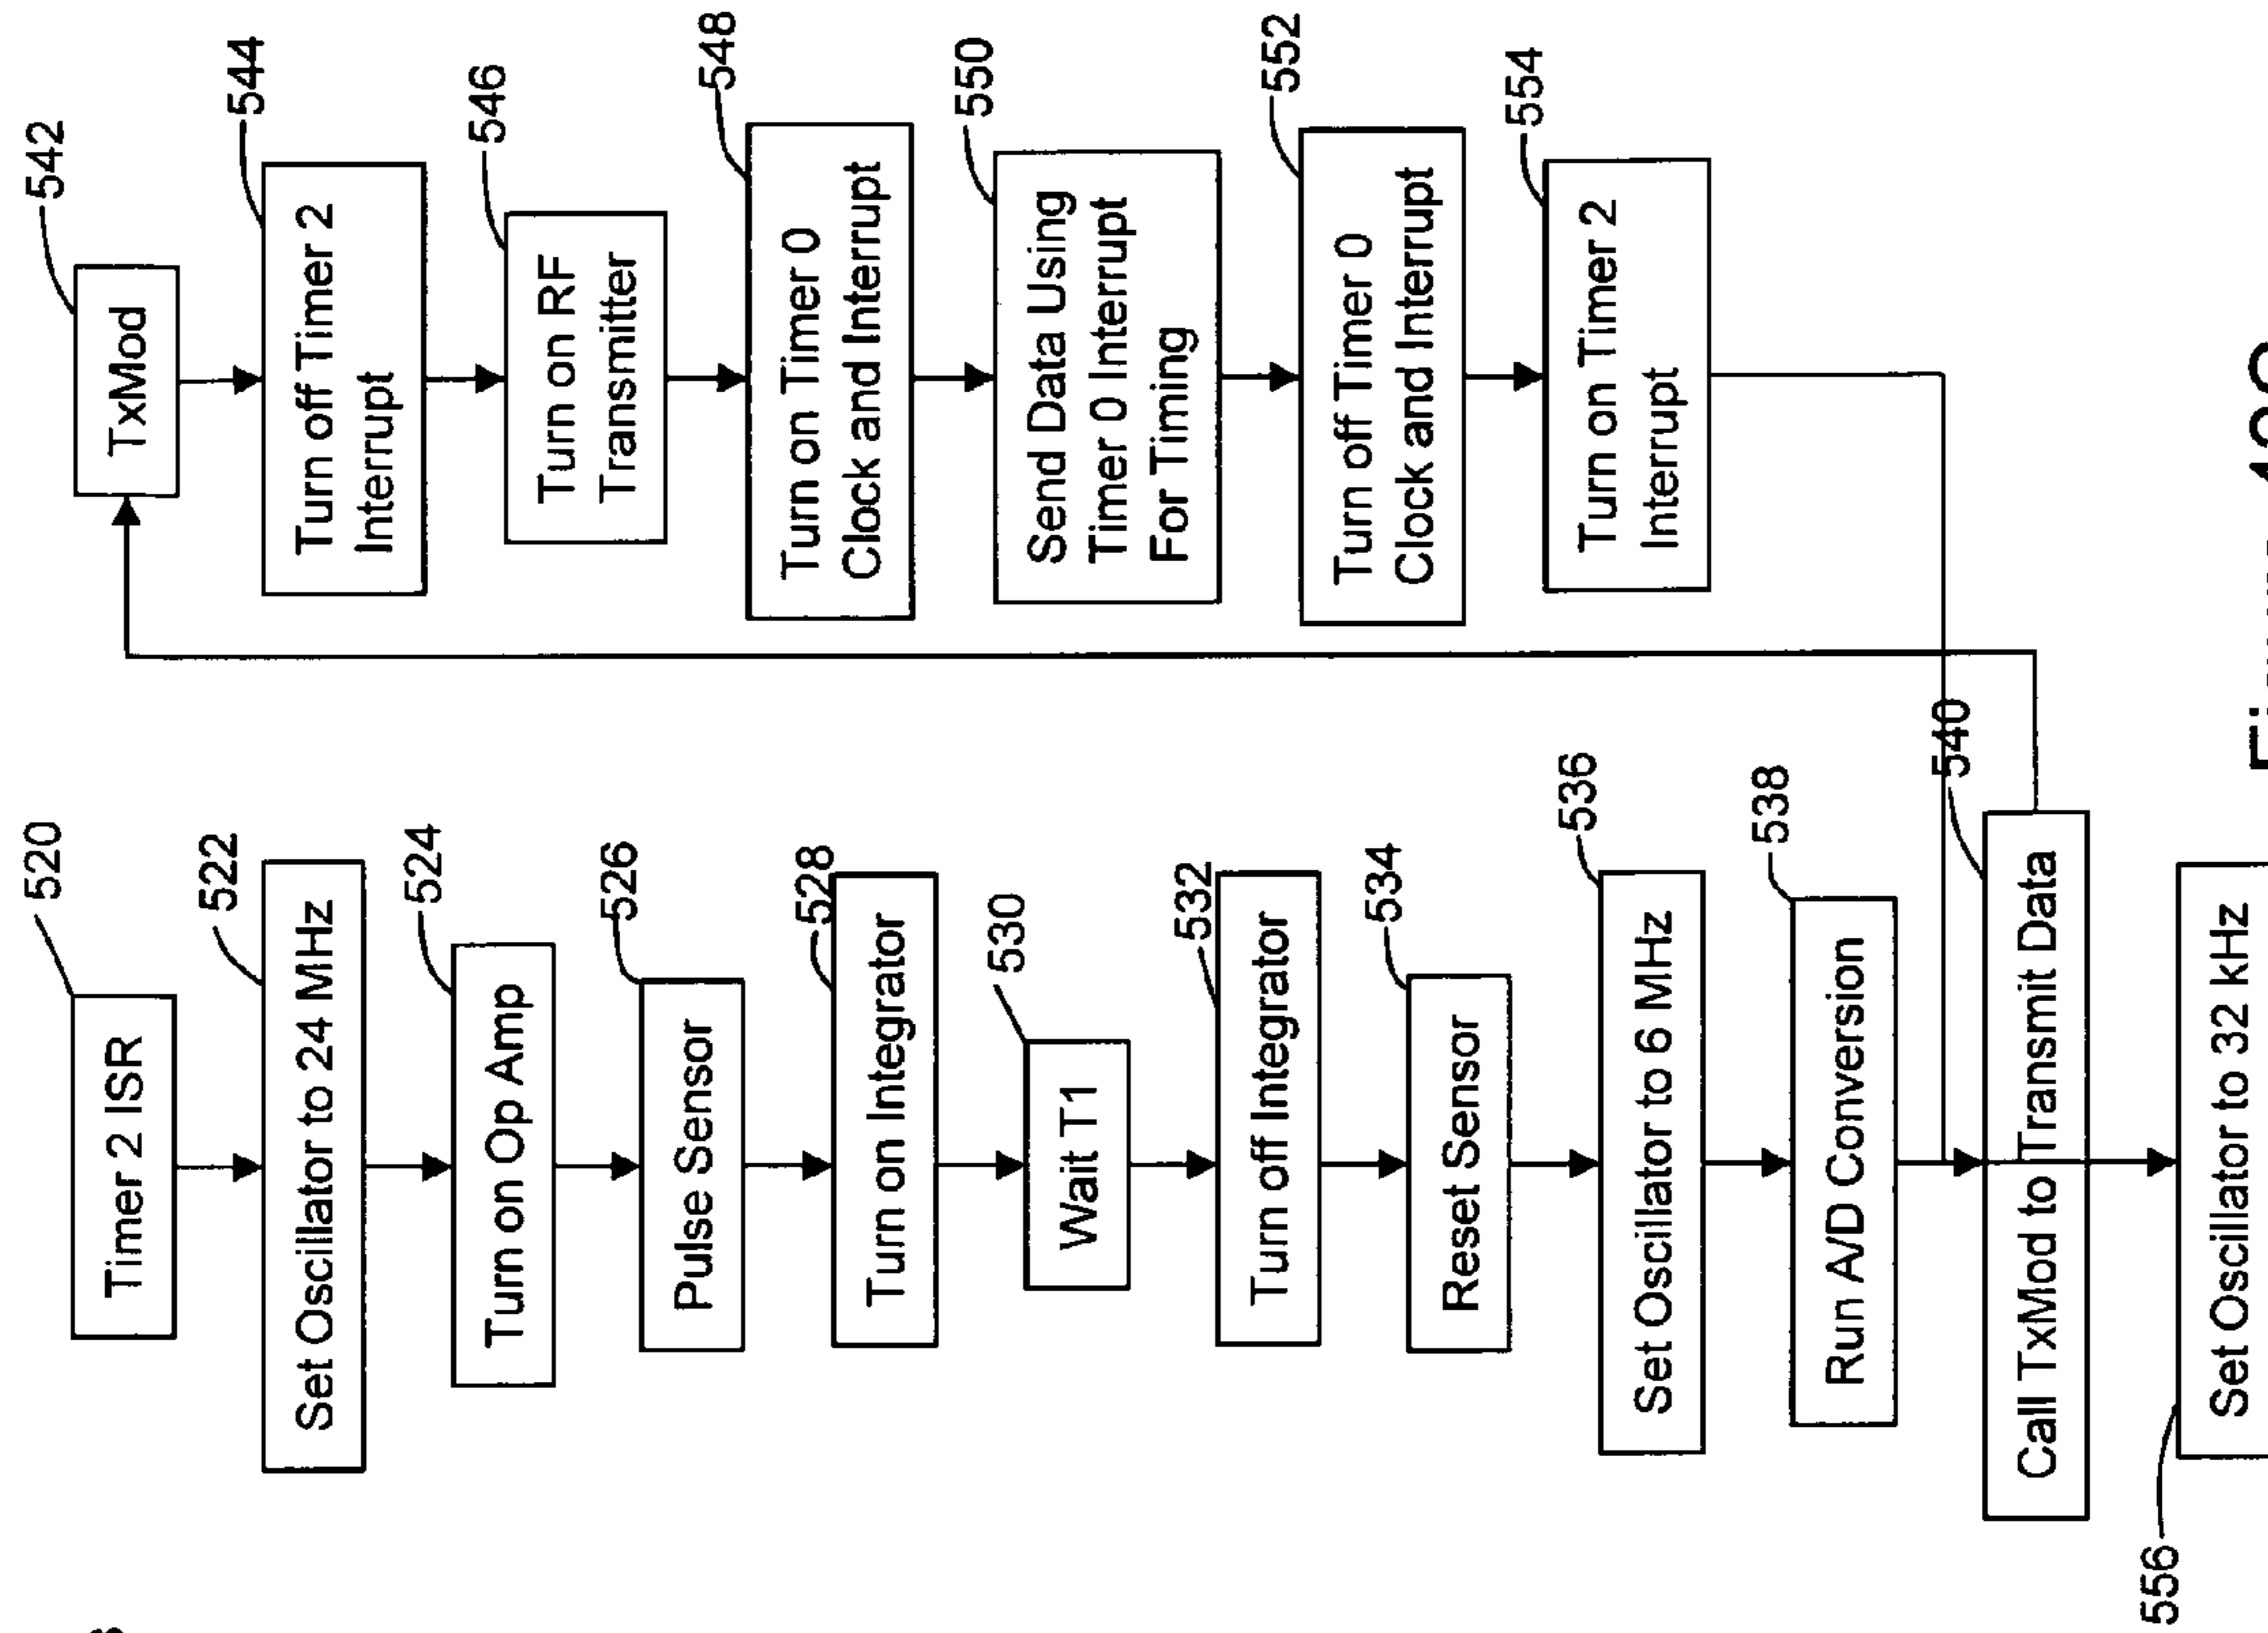 520
Timer 2 ISR
522
Set Oscillator to 24 MHz
524
Turn on Op Amp
526
Pulse Sensor
528
Turn on Integrator
530
Wait T1
532
Turn off Integrator
534
Reset Sensor
536
Set Oscillator to 6 MHz
538
Run A/D Conversion
540
Call TxMod to Transmit Data
556
Set Oscillator to 32 kHz
542
TxMod
544
Turn off Timer 2
Interrupt
546
Turn on RF
Transmitter
548
Turn on Timer 0
Clock and Interrupt
550
Send Data Using
Timer 0 Interrupt
For Timing
552
Turn off Timer 0
Clock and Interrupt
554
Turn on Timer 2
Interrupt